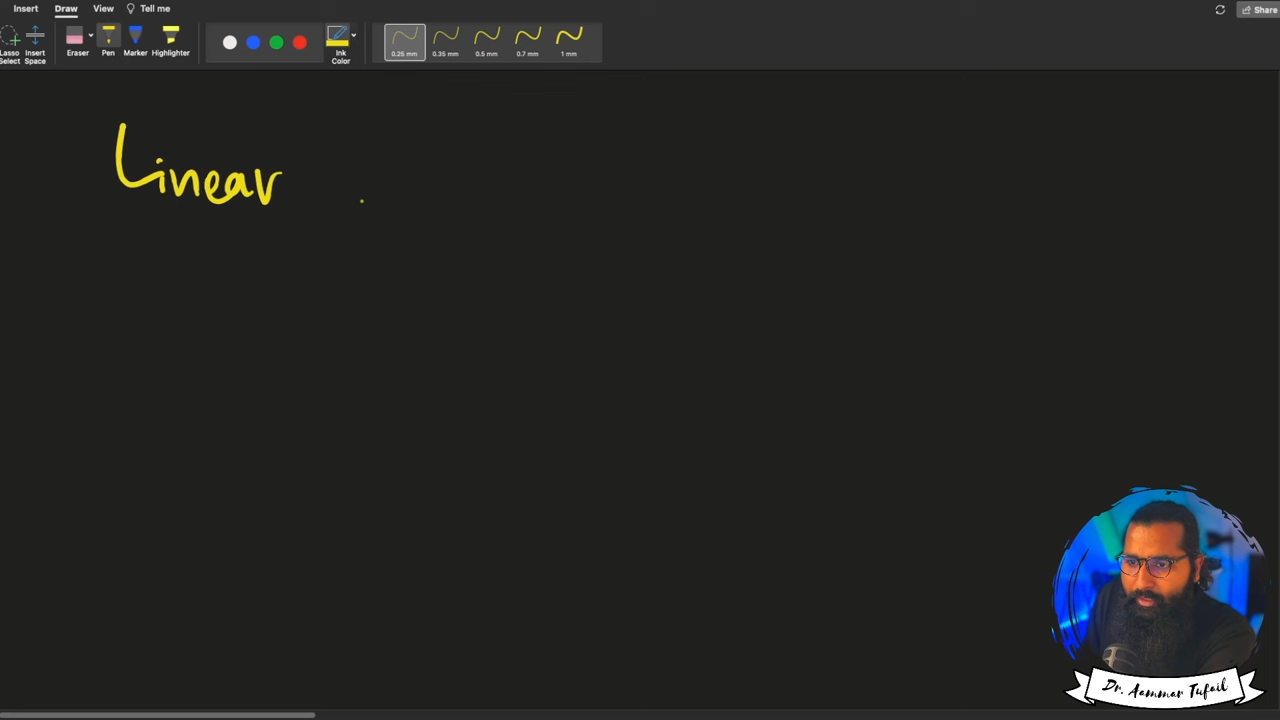 Insert Draw View Tell me Share
Lasso Select Insert Space Eraser Pen Marker Highlighter Ink Color 0.25 mm 0.35 mm 0.5 mm 0.7 mm 1 mm
Linear
Dr. Aammar Tufail